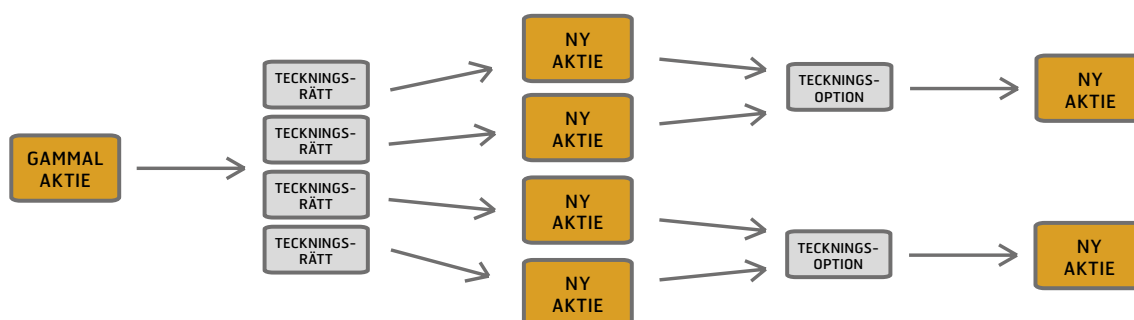 GAMMAL
AKTIE
TECKNINGS-
RÄTT
TECKNINGS-
RÄTT
TECKNINGS-
RÄTT
TECKNINGS-
RÄTT
NY
AKTIE
NY
AKTIE
NY
AKTIE
NY
AKTIE
TECKNINGS-
OPTION
TECKNINGS-
OPTION
NY
AKTIE
NY
AKTIE